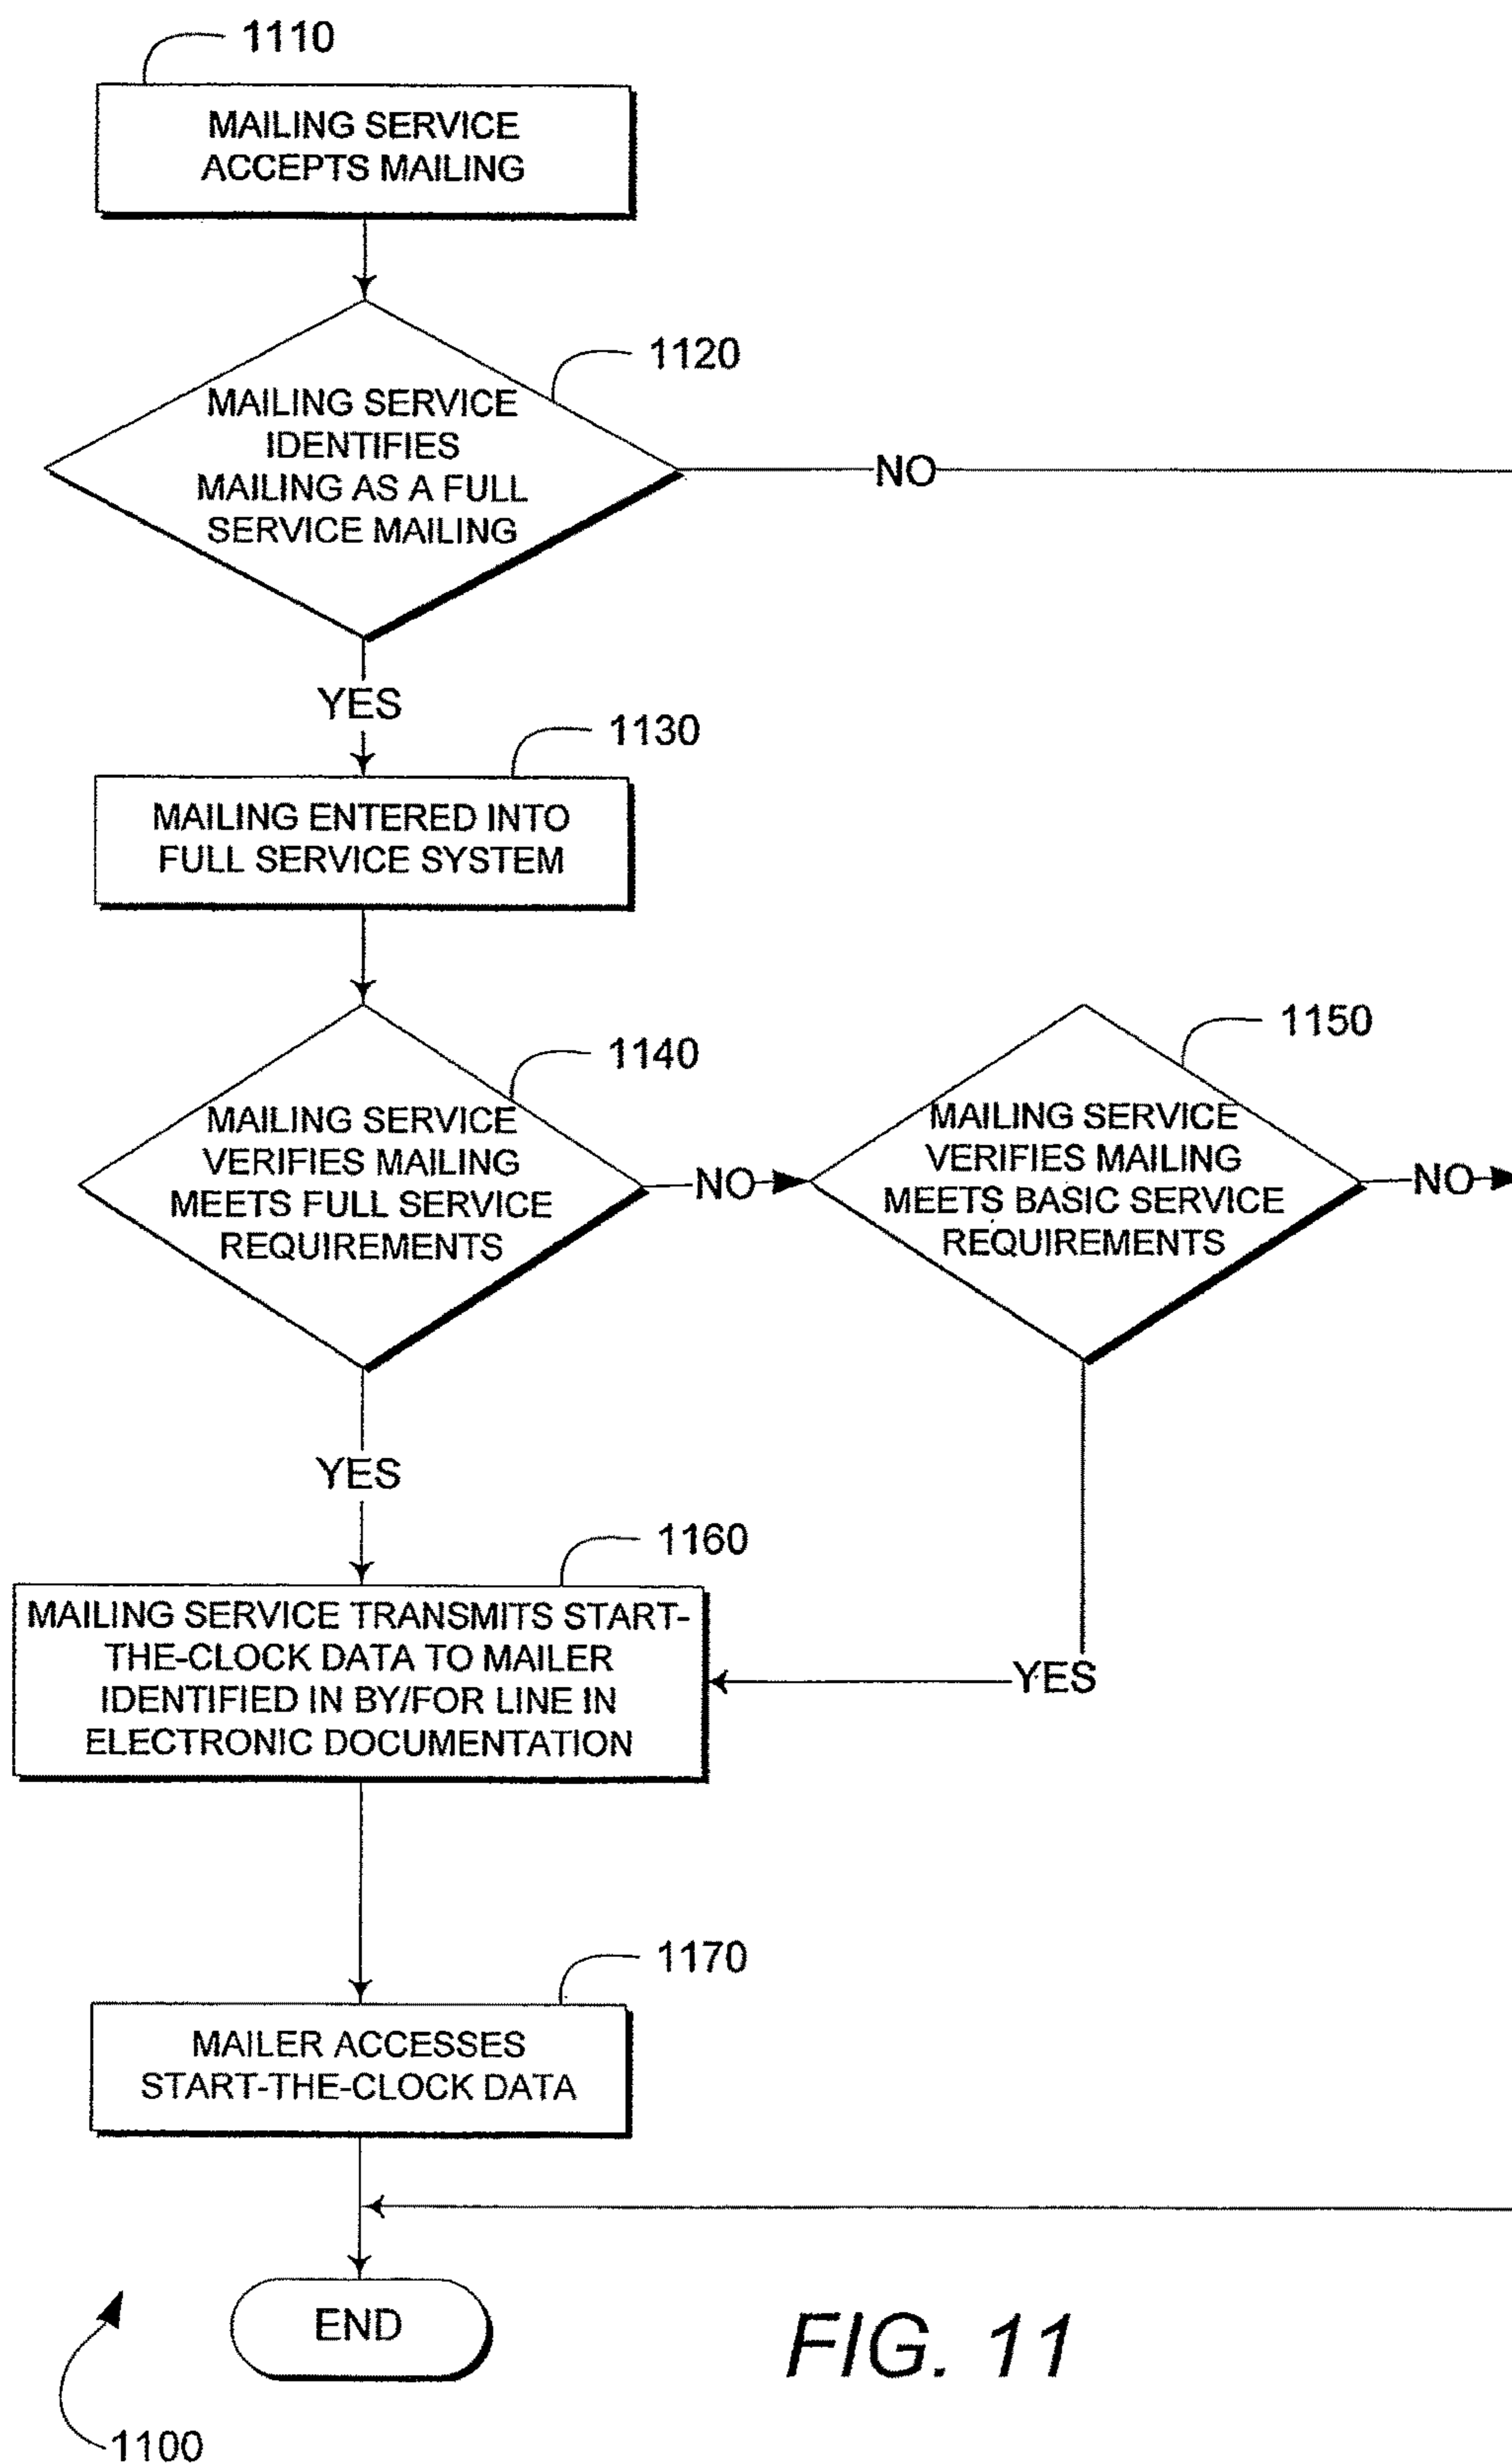 1110
MAILING SERVICE
ACCEPTS MAILING
1120
MAILING SERVICE
IDENTIFIES
MAILING AS A FULL
SERVICE MAILING
NO
YES
1130
MAILING ENTERED INTO
FULL SERVICE SYSTEM
1140
MAILING SERVICE
VERIFIES MAILING
MEETS FULL SERVICE
REQUIREMENTS
NO
1150
MAILING SERVICE
VERIFIES MAILING
MEETS BASIC SERVICE
REQUIREMENTS
NO
YES
1160
MAILING SERVICE TRANSMITS START-
THE-CLOCK DATA TO MAILER
IDENTIFIED IN BY/FOR LINE IN
ELECTRONIC DOCUMENTATION
YES
1170
MAILER ACCESSES
START-THE-CLOCK DATA
END
FIG. 11
1100